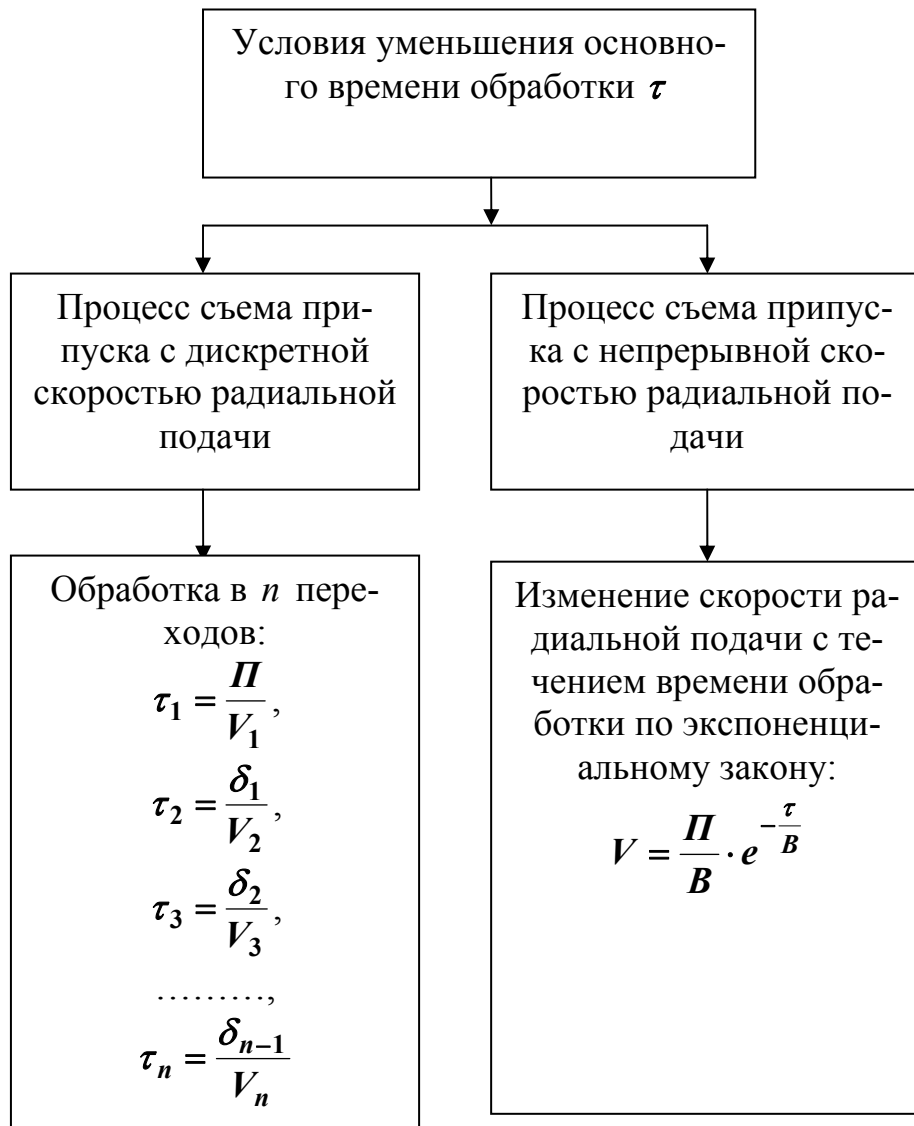 Условия уменьшения основно-
го времени обработки τ
Процесс съема при-
пуска с дискретной
скоростью радиальной
подачи
Процесс съема припус-
ка с непрерывной ско-
ростью радиальной по-
дачи
Обработка в n пере-
ходов:
τ₁ = П/V₁,
τ₂ = δ₁/V₂,
τ₃ = δ₂/V₃,
………,
τₙ = δₙ₋₁/Vₙ
Изменение скорости ра-
диальной подачи с те-
чением времени обра-
ботки по экспоненци-
альному закону:
V = П/В · e^(-τ/В)